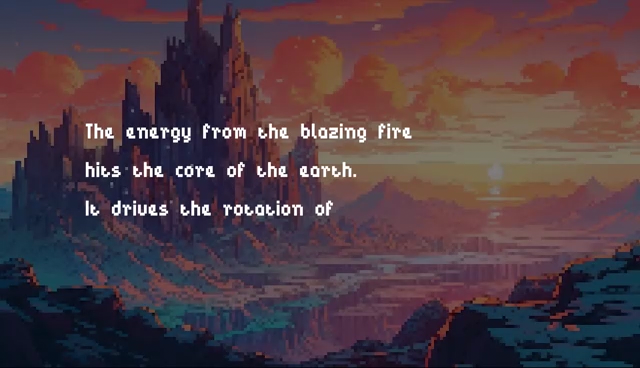 The energy from the blazing fire
hits the core of the earth.
It drives the rotation of